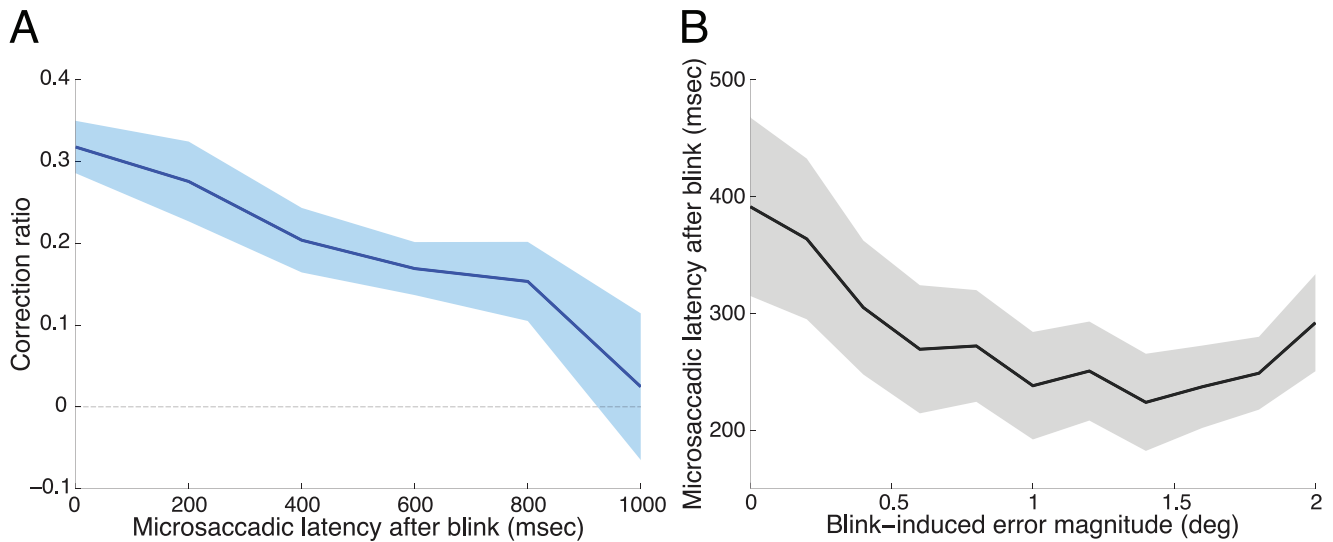 A
Correction ratio
0.4
0.3
0.2
0.1
0
−0.1
0 200 400 600 800 1000
Microsaccadic latency after blink (msec)
B
Microsaccadic latency after blink (msec)
500
400
300
200
0 0.5 1 1.5 2
Blink−induced error magnitude (deg)